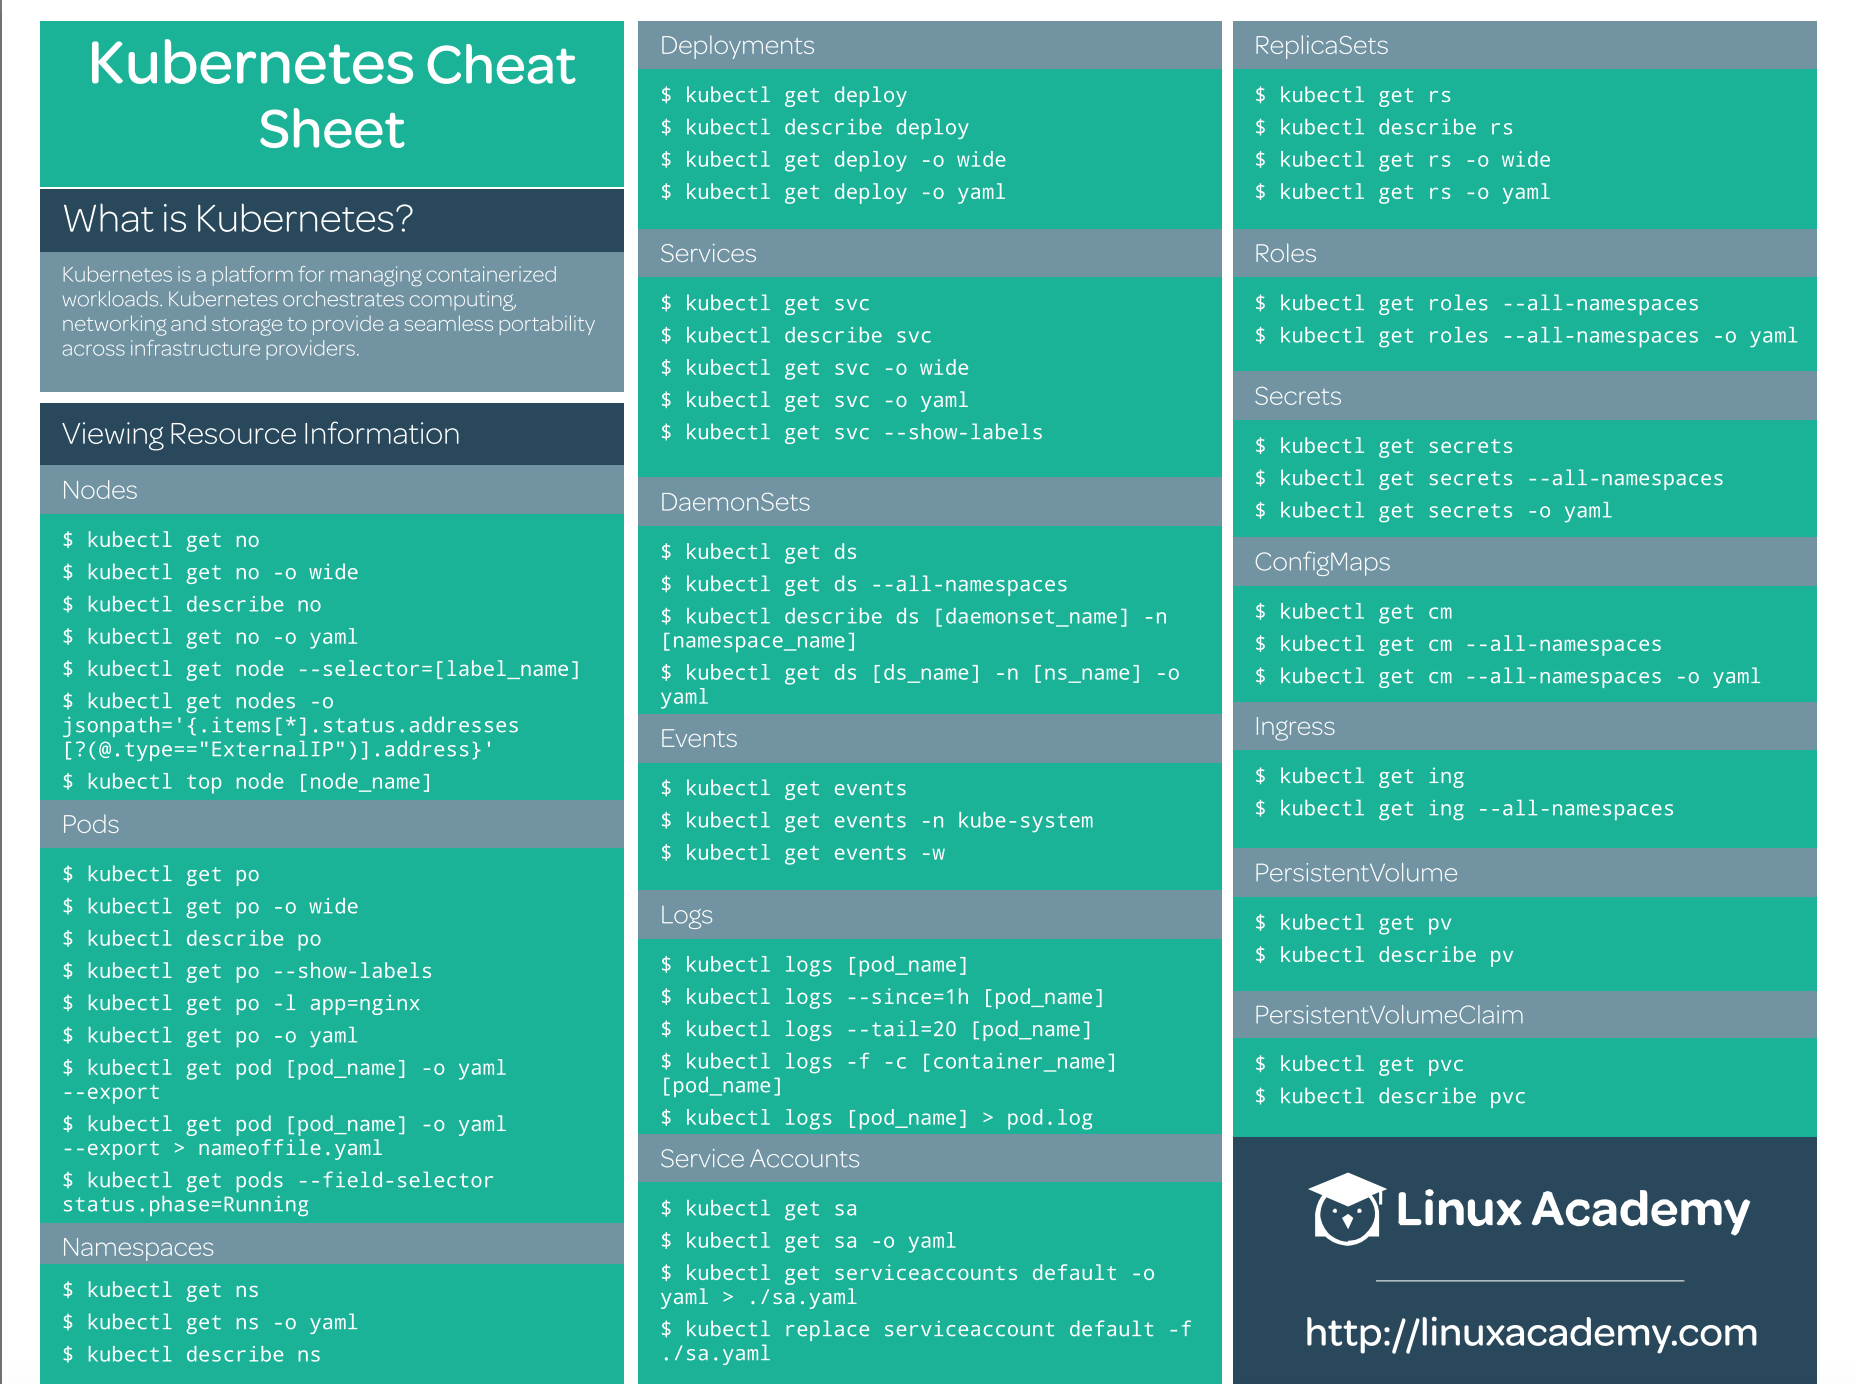 Kubernetes Cheat
Sheet
What is Kubernetes?
Kubernetes is a platform for managing containerized
workloads. Kubernetes orchestrates computing,
networking and storage to provide a seamless portability
across infrastructure providers.
Viewing Resource Information
Nodes
$ kubectl get no
$ kubectl get no -o wide
$ kubectl describe no
$ kubectl get no -o yaml
$ kubectl get node --selector=[label_name]
$ kubectl get nodes -o
jsonpath='{.items[*].status.addresses
[?(@.type=="ExternalIP")].address}'
$ kubectl top node [node_name]
Pods
$ kubectl get po
$ kubectl get po -o wide
$ kubectl describe po
$ kubectl get po --show-labels
$ kubectl get po -l app=nginx
$ kubectl get po -o yaml
$ kubectl get pod [pod_name] -o yaml
--export
$ kubectl get pod [pod_name] -o yaml
--export > nameoffile.yaml
$ kubectl get pods --field-selector
status.phase=Running
Namespaces
$ kubectl get ns
$ kubectl get ns -o yaml
$ kubectl describe ns
Deployments
$ kubectl get deploy
$ kubectl describe deploy
$ kubectl get deploy -o wide
$ kubectl get deploy -o yaml
Services
$ kubectl get svc
$ kubectl describe svc
$ kubectl get svc -o wide
$ kubectl get svc -o yaml
$ kubectl get svc --show-labels
DaemonSets
$ kubectl get ds
$ kubectl get ds --all-namespaces
$ kubectl describe ds [daemonset_name] -n
[namespace_name]
$ kubectl get ds [ds_name] -n [ns_name] -o
yaml
Events
$ kubectl get events
$ kubectl get events -n kube-system
$ kubectl get events -w
Logs
$ kubectl logs [pod_name]
$ kubectl logs --since=1h [pod_name]
$ kubectl logs --tail=20 [pod_name]
$ kubectl logs -f -c [container_name]
[pod_name]
$ kubectl logs [pod_name] > pod.log
Service Accounts
$ kubectl get sa
$ kubectl get sa -o yaml
$ kubectl get serviceaccounts default -o
yaml > ./sa.yaml
$ kubectl replace serviceaccount default -f
./sa.yaml
ReplicaSets
$ kubectl get rs
$ kubectl describe rs
$ kubectl get rs -o wide
$ kubectl get rs -o yaml
Roles
$ kubectl get roles --all-namespaces
$ kubectl get roles --all-namespaces -o yaml
Secrets
$ kubectl get secrets
$ kubectl get secrets --all-namespaces
$ kubectl get secrets -o yaml
ConfigMaps
$ kubectl get cm
$ kubectl get cm --all-namespaces
$ kubectl get cm --all-namespaces -o yaml
Ingress
$ kubectl get ing
$ kubectl get ing --all-namespaces
PersistentVolume
$ kubectl get pv
$ kubectl describe pv
PersistentVolumeClaim
$ kubectl get pvc
$ kubectl describe pvc
Linux Academy
http://linuxacademy.com